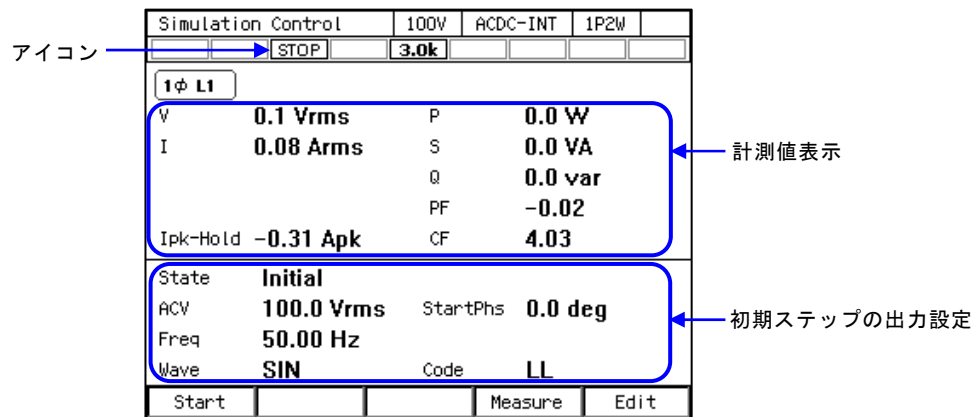 Simulation Control 100V ACDC-INT 1P2W
アイコン STOP 3.0k
1φ L1
V 0.1 Vrms P 0.0 W
I 0.08 Arms S 0.0 VA
計測値表示
Q 0.0 var
PF -0.02
Ipk-Hold -0.31 Apk CF 4.03
State Initial
ACV 100.0 Vrms StartPhs 0.0 deg
初期ステップの出力設定
Freq 50.00 Hz
Wave SIN Code LL
Start Measure Edit